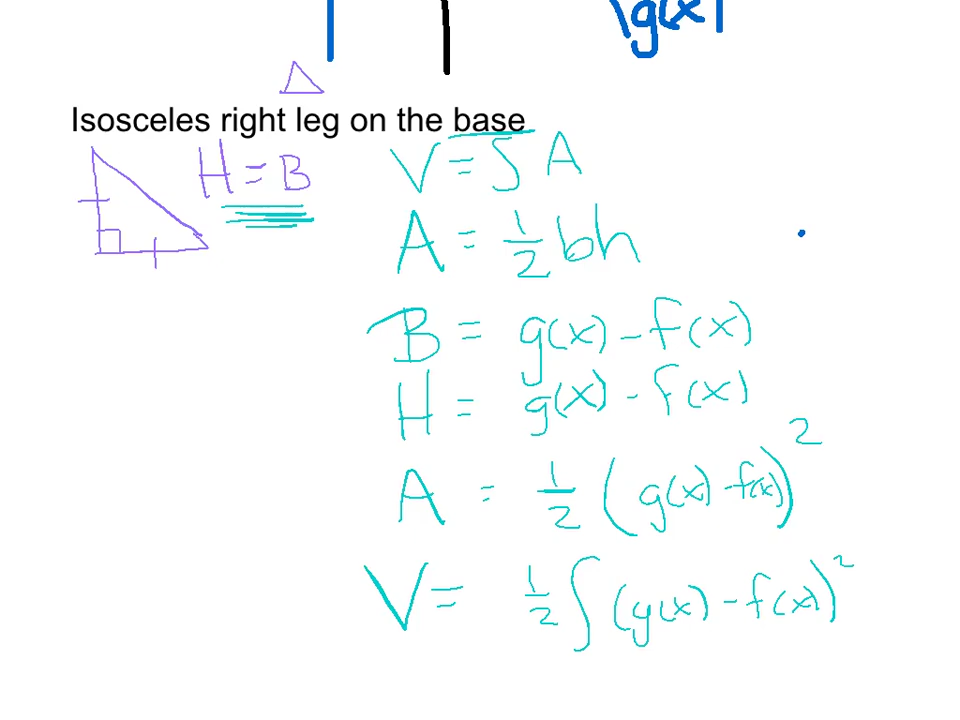 g(x)
Isosceles right leg on the base
H = B
V = ∫ A
A = 1/2 bh
B = g(x) - f(x)
H = g(x) - f(x)
A = 1/2 (g(x) - f(x))²
V = 1/2 ∫ (g(x) - f(x))²